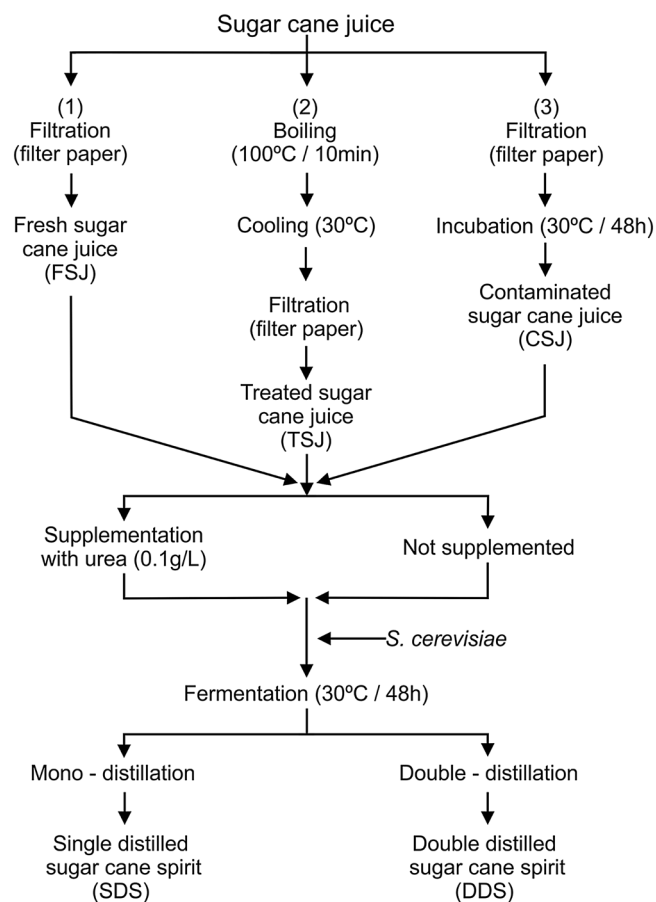 Sugar cane juice
(1)
Filtration
(filter paper)
Fresh sugar
cane juice
(FSJ)
(2)
Boiling
(100ºC / 10min)
Cooling (30ºC)
Filtration
(filter paper)
Treated sugar
cane juice
(TSJ)
(3)
Filtration
(filter paper)
Incubation (30ºC / 48h)
Contaminated
sugar cane juice
(CSJ)
Supplementation
with urea (0.1g/L)
Not supplemented
S. cerevisiae
Fermentation (30ºC / 48h)
Mono - distillation
Single distilled
sugar cane spirit
(SDS)
Double - distillation
Double distilled
sugar cane spirit
(DDS)